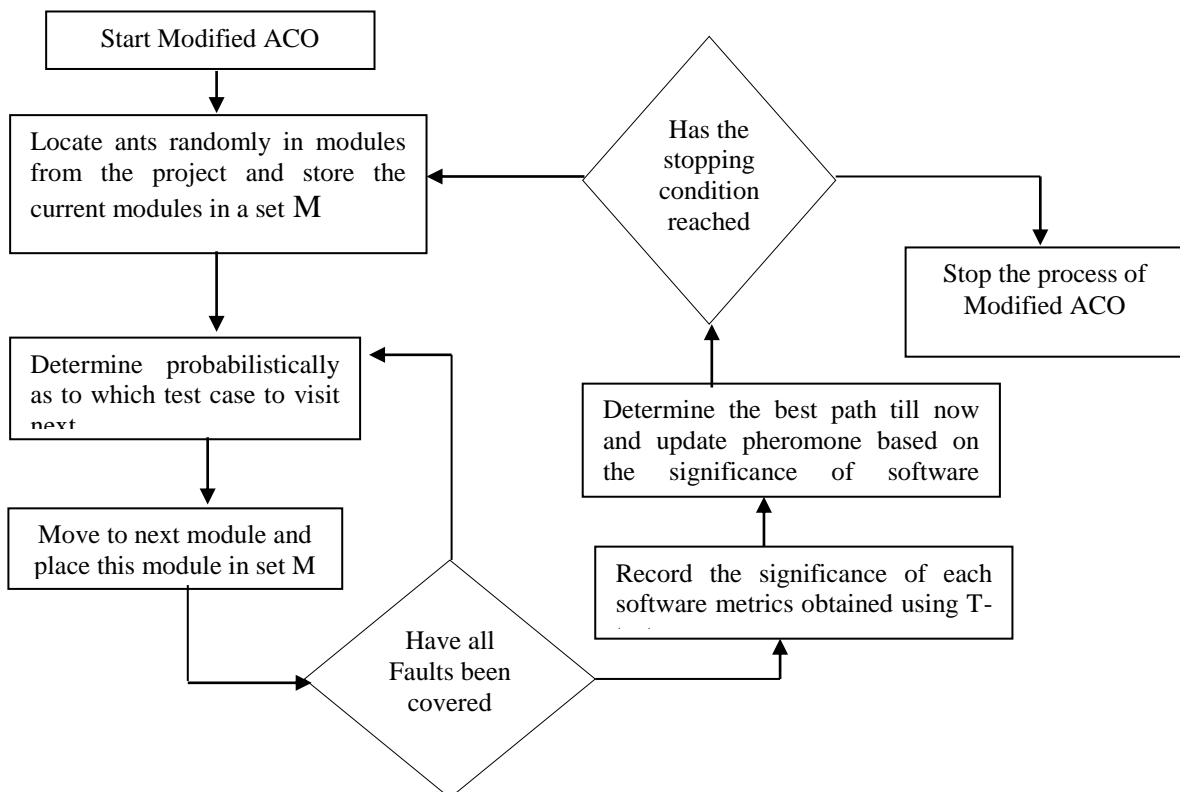 Start Modified ACO
Locate ants randomly in modules
from the project and store the
current modules in a set M
Determine probabilistically
as to which test case to visit
next
Move to next module and
place this module in set M
Have all
Faults been
covered
Record the significance of each
software metrics obtained using T-
Determine the best path till now
and update pheromone based on
the significance of software
Has the
stopping
condition
reached
Stop the process of
Modified ACO